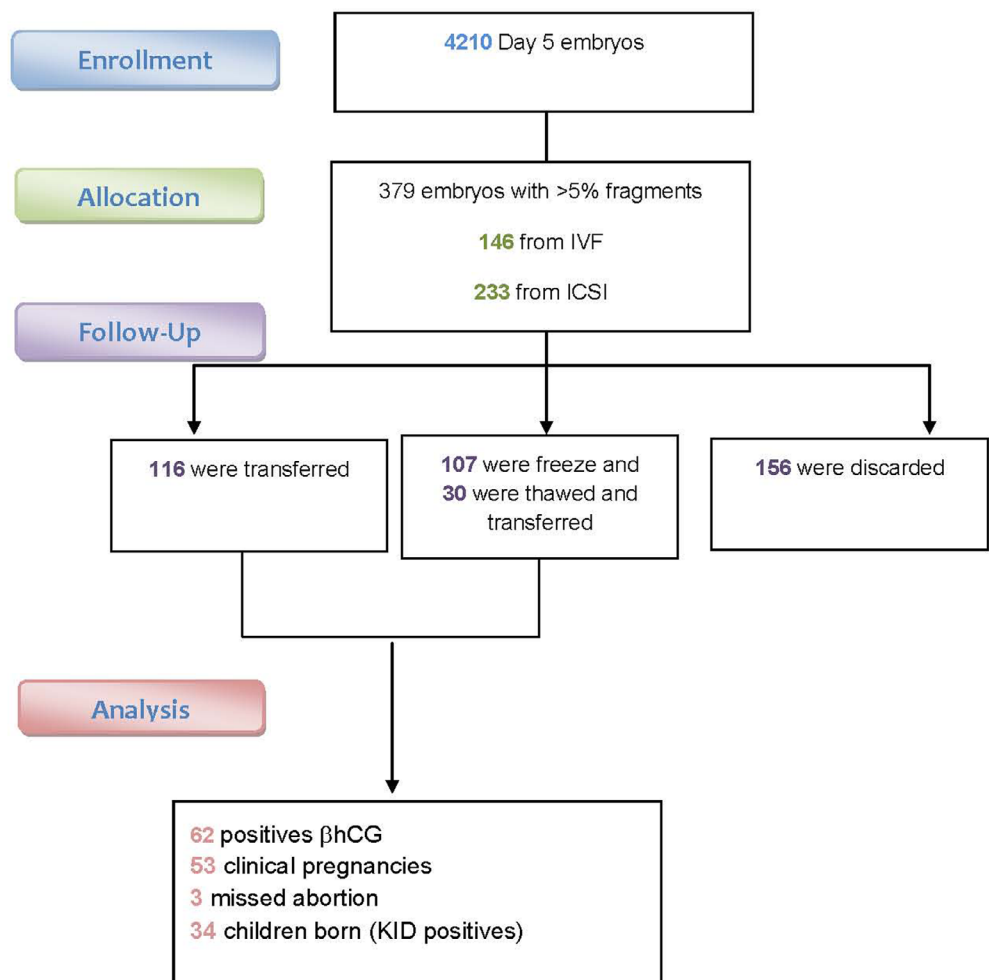 Enrollment
4210 Day 5 embryos
Allocation
379 embryos with >5% fragments
146 from IVF
233 from ICSI
Follow-Up
116 were transferred
107 were freeze and
30 were thawed and
transferred
156 were discarded
Analysis
62 positives βhCG
53 clinical pregnancies
3 missed abortion
34 children born (KID positives)